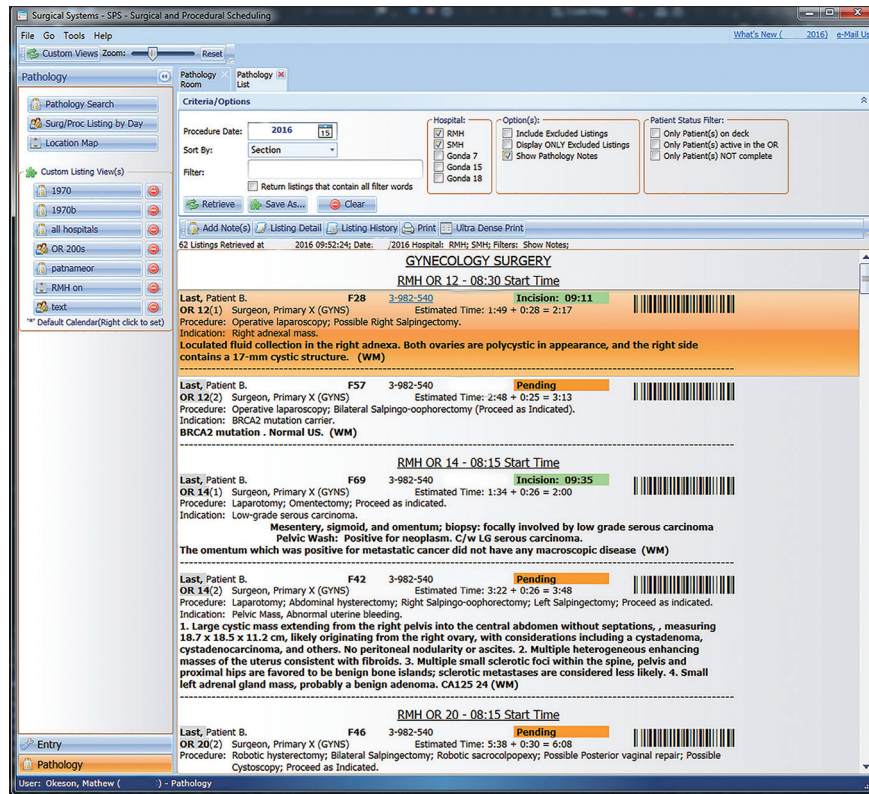 Surgical Systems - SPS - Surgical and Procedural Scheduling
File Go Tools Help
What's New ( 2016) e-Mail Us
Custom Views Zoom: Reset
Pathology
Pathology Search
Surg/Proc Listing by Day
Location Map
Custom Listing View(s)
1970
1970b
all hospitals
OR 200s
patnameor
RMH on
text
"*" Default Calendar(Right click to set)
Entry
Pathology
Pathology Room
Pathology List
Criteria/Options
Procedure Date: 2016 15
Sort By: Section
Filter:
Return listings that contain all filter words
Hospital:
RMH
SMH
Gonda 7
Gonda 15
Gonda 18
Option(s):
Include Excluded Listings
Display ONLY Excluded Listings
Show Pathology Notes
Patient Status Filter:
Only Patient(s) on deck
Only Patient(s) active in the OR
Only Patient(s) NOT complete
Retrieve Save As... Clear
Add Note(s) Listing Detail Listing History Print Ultra Dense Print
62 Listings Retrieved at 2016 09:52:24; Date: /2016 Hospital: RMH; SMH; Filters: Show Notes;
GYNECOLOGY SURGERY
RMH OR 12 - 08:30 Start Time
Last, Patient B. F28 3-982-540 Incision: 09:11
OR 12(1) Surgeon, Primary X (GYNS) Estimated Time: 1:49 + 0:28 = 2:17
Procedure: Operative laparoscopy; Possible Right Salpingectomy.
Indication: Right adnexal mass.
Loculated fluid collection in the right adnexa. Both ovaries are polycystic in appearance, and the right side
contains a 17-mm cystic structure. (WM)
Last, Patient B. F57 3-982-540 Pending
OR 12(2) Surgeon, Primary X (GYNS) Estimated Time: 2:48 + 0:25 = 3:13
Procedure: Operative laparoscopy; Bilateral Salpingo-oophorectomy (Proceed as Indicated).
Indication: BRCA2 mutation carrier.
BRCA2 mutation . Normal US. (WM)
RMH OR 14 - 08:15 Start Time
Last, Patient B. F69 3-982-540 Incision: 09:35
OR 14(1) Surgeon, Primary X (GYNS) Estimated Time: 1:34 + 0:26 = 2:00
Procedure: Laparotomy; Omentectomy; Proceed as indicated.
Indication: Low-grade serous carcinoma.
Mesentery, sigmoid, and omentum; biopsy: focally involved by low grade serous carcinoma
Pelvic Wash: Positive for neoplasm. C/w LG serous carcinoma.
The omentum which was positive for metastatic cancer did not have any macroscopic disease (WM)
Last, Patient B. F42 3-982-540 Pending
OR 14(2) Surgeon, Primary X (GYNS) Estimated Time: 3:22 + 0:26 = 3:48
Procedure: Laparotomy; Abdominal hysterectomy; Right Salpingo-oophorectomy; Left Salpingectomy; Proceed as indicated.
Indication: Pelvic Mass, Abnormal uterine bleeding.
1. Large cystic mass extending from the right pelvis into the central abdomen without septations, , measuring
18.7 x 18.5 x 11.2 cm, likely originating from the right ovary, with considerations including a cystadenoma,
cystadenocarcinoma, and others. No peritoneal nodularity or ascites. 2. Multiple heterogeneous enhancing
masses of the uterus consistent with fibroids. 3. Multiple small sclerotic foci within the spine, pelvis and
proximal hips are favored to be benign bone islands; sclerotic metastases are considered less likely. 4. Small
left adrenal gland mass, probably a benign adenoma. CA125 24 (WM)
RMH OR 20 - 08:15 Start Time
Last, Patient B. F46 3-982-540 Pending
OR 20(2) Surgeon, Primary X (GYNS) Estimated Time: 5:38 + 0:30 = 6:08
Procedure: Robotic hysterectomy; Bilateral Salpingectomy; Robotic sacrocolpopexy; Possible Posterior vaginal repair; Possible
Cystoscopy; Proceed as Indicated.
User: Okeson, Mathew ( :) - Pathology